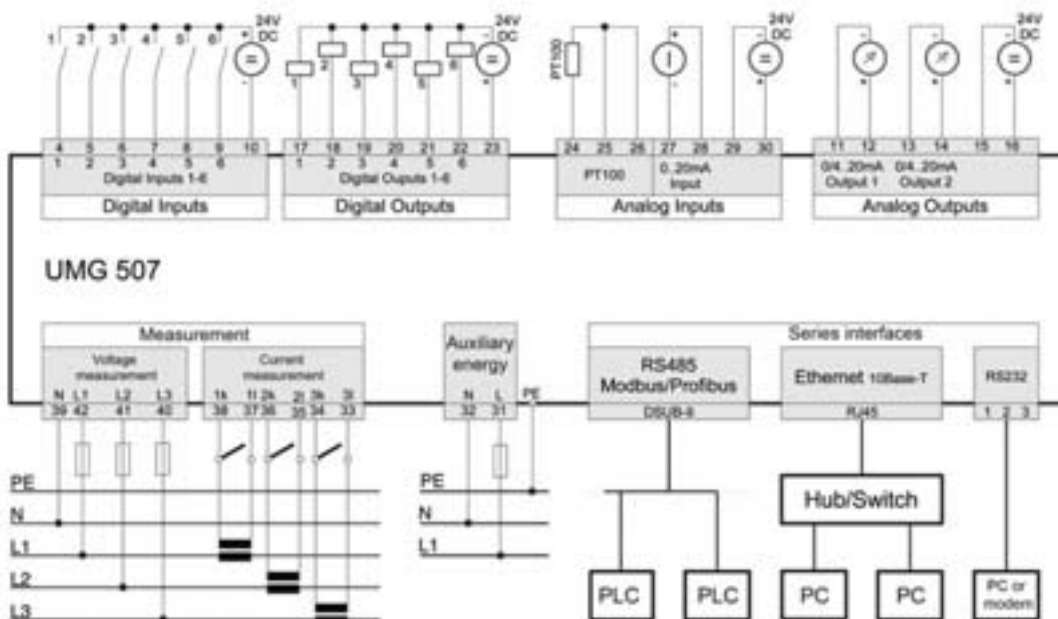 24V DC 24V DC 24V DC 24V DC
1 2 3 4 5 6 + -
1 2 3 4 5 6 - +
PT100 + - - +
- + - + - +
4 5 6 7 8 9 10
1 2 3 4 5 6
Digital Inputs 1-6
Digital Inputs
17 18 19 20 21 22 23
1 2 3 4 5 6
Digital Ouputs 1-6
Digital Outputs
24 25 26 27 28 29 30
PT100
0..20mA
Input
Analog Inputs
11 12 13 14 15 16
0/4..20mA 0/4..20mA
Output 1 Output 2
Analog Outputs
UMG 507
Measurement
Voltage
measurement
N L1 L2 L3
39 42 41 40
Current
measurement
1k 1l 2k 2l 3k 3l
38 37 36 35 34 33
Auxiliary
energy
N L PE
32 31
Series interfaces
RS485
Modbus/Profibus
DSUB-9
Ethernet 10Base-T
RJ45
RS232
1 2 3
PE
N
L1
L2
L3
PE
N
L1
Hub/Switch
PLC PLC PC PC
PC or
modem